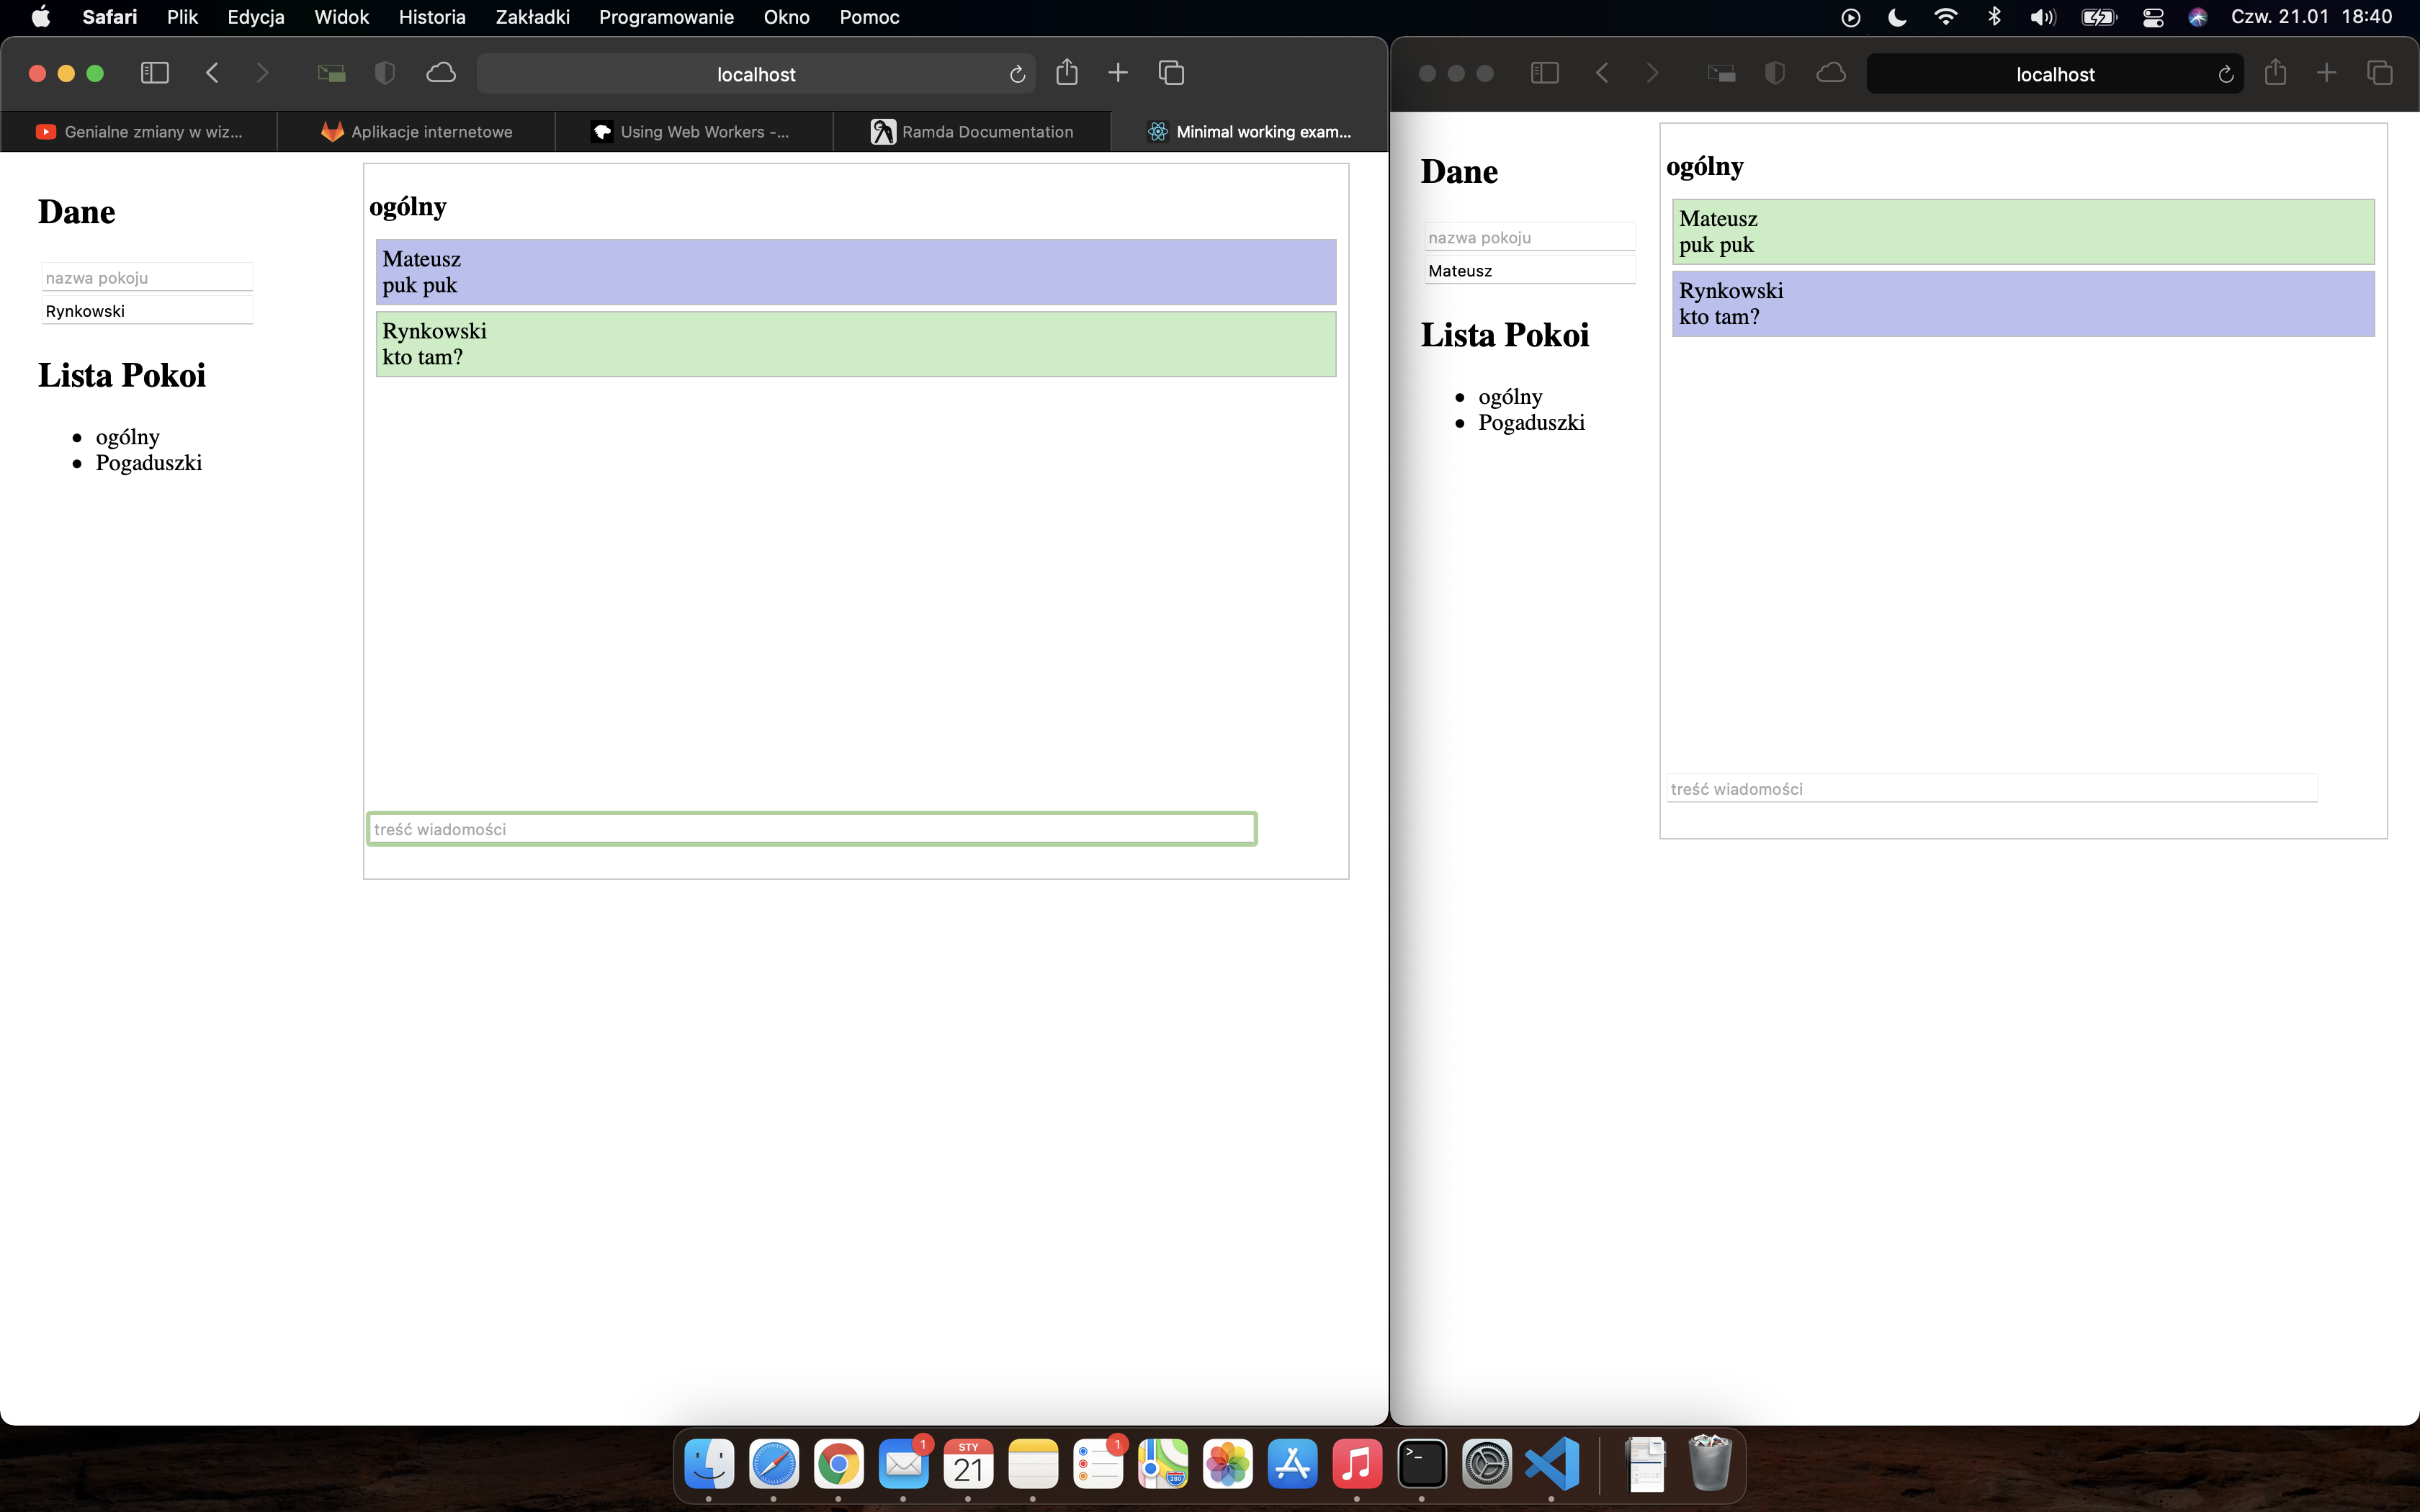 Safari Plik Edycja Widok Historia Zakładki Programowanie Okno Pomoc Czw. 21.01 18:40
localhost
Genialne zmiany w wiz... Aplikacje internetowe Using Web Workers -... Ramda Documentation Minimal working exam...
Dane
nazwa pokoju
Rynkowski
Lista Pokoi
ogólny
Pogaduszki
ogólny
Mateusz
puk puk
Rynkowski
kto tam?
treść wiadomości
localhost
Dane
nazwa pokoju
Mateusz
Lista Pokoi
ogólny
Pogaduszki
ogólny
Mateusz
puk puk
Rynkowski
kto tam?
treść wiadomości
1
STY
21
1
280
>_